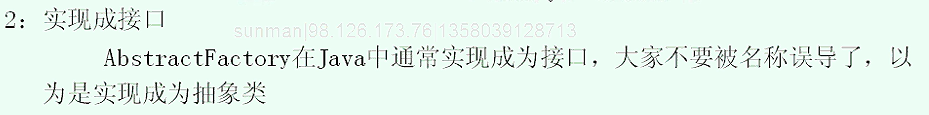 2：实现成接口
sunman|98.126.173.76|1358039128713
AbstractFactory在Java中通常实现成为接口，大家不要被名称误导了，以
为是实现成为抽象类